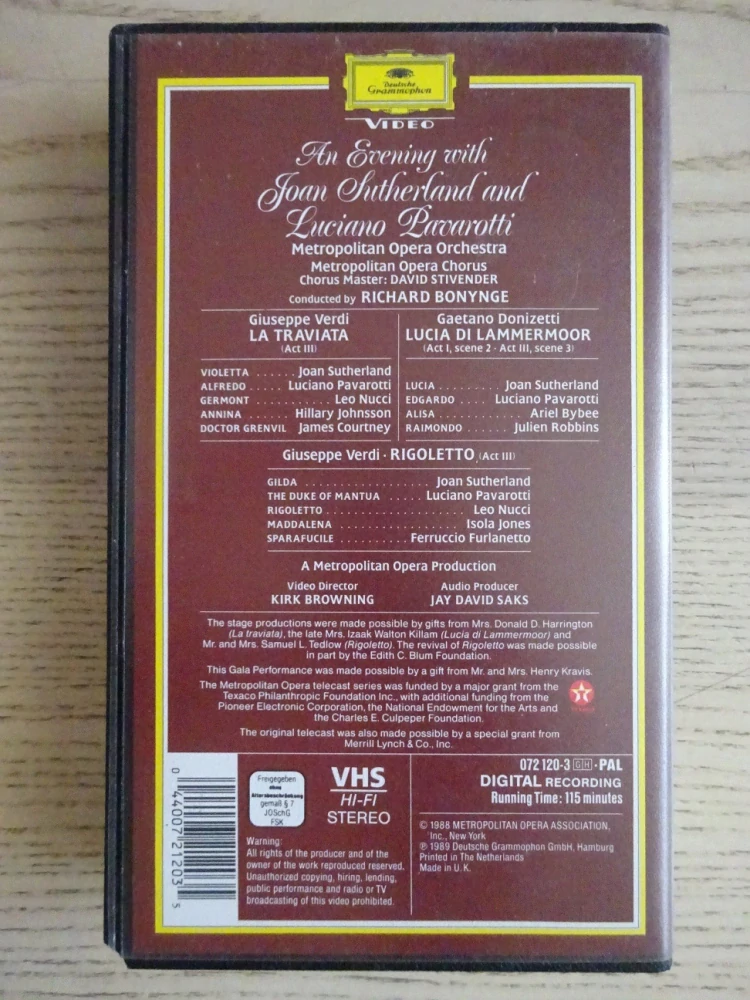 Deutsche
Grammophon
VIDEO
An Evening with
Joan Sutherland and
Luciano Pavarotti
Metropolitan Opera Orchestra
Metropolitan Opera Chorus
Chorus Master: DAVID STIVENDER
Conducted by RICHARD BONYNGE
Giuseppe Verdi
LA TRAVIATA
(Act III)
VIOLETTA ...... Joan Sutherland
ALFREDO ..... Luciano Pavarotti
GERMONT ........... Leo Nucci
ANNINA ...... Hillary Johnsson
DOCTOR GRENVIL James Courtney
Gaetano Donizetti
LUCIA DI LAMMERMOOR
(Act I, scene 2 · Act III, scene 3)
LUCIA ......... Joan Sutherland
EDGARDO .... Luciano Pavarotti
ALISA ............ Ariel Bybee
RAIMONDO ..... Julien Robbins
Giuseppe Verdi · RIGOLETTO (Act III)
GILDA .................. Joan Sutherland
THE DUKE OF MANTUA ..... Luciano Pavarotti
RIGOLETTO ..................... Leo Nucci
MADDALENA .................. Isola Jones
SPARAFUCILE .......... Ferruccio Furlanetto
A Metropolitan Opera Production
Video Director
KIRK BROWNING
Audio Producer
JAY DAVID SAKS
The stage productions were made possible by gifts from Mrs. Donald D. Harrington
(La traviata), the late Mrs. Izaak Walton Killam (Lucia di Lammermoor) and
Mr. and Mrs. Samuel L. Tedlow (Rigoletto). The revival of Rigoletto was made possible
in part by the Edith C. Blum Foundation.
This Gala Performance was made possible by a gift from Mr. and Mrs. Henry Kravis.
The Metropolitan Opera telecast series was funded by a major grant from the
Texaco Philanthropic Foundation Inc., with additional funding from the
Pioneer Electronic Corporation, the National Endowment for the Arts and
the Charles E. Culpeper Foundation.
The original telecast was also made possible by a special grant from
Merrill Lynch & Co., Inc.
0 44007 21203 5
Freigegeben
ohne
Altersbeschränkung
gemäß § 7
JÖSchG
FSK
VHS
HI-FI
STEREO
Warning:
All rights of the producer and of the
owner of the work reproduced reserved.
Unauthorized copying, hiring, lending,
public performance and radio or TV
broadcasting of this video prohibited.
072 120-3 GH · PAL
DIGITAL RECORDING
Running Time: 115 minutes
© 1988 METROPOLITAN OPERA ASSOCIATION,
Inc., New York
℗ 1989 Deutsche Grammophon GmbH, Hamburg
Printed in The Netherlands
Made in U. K.